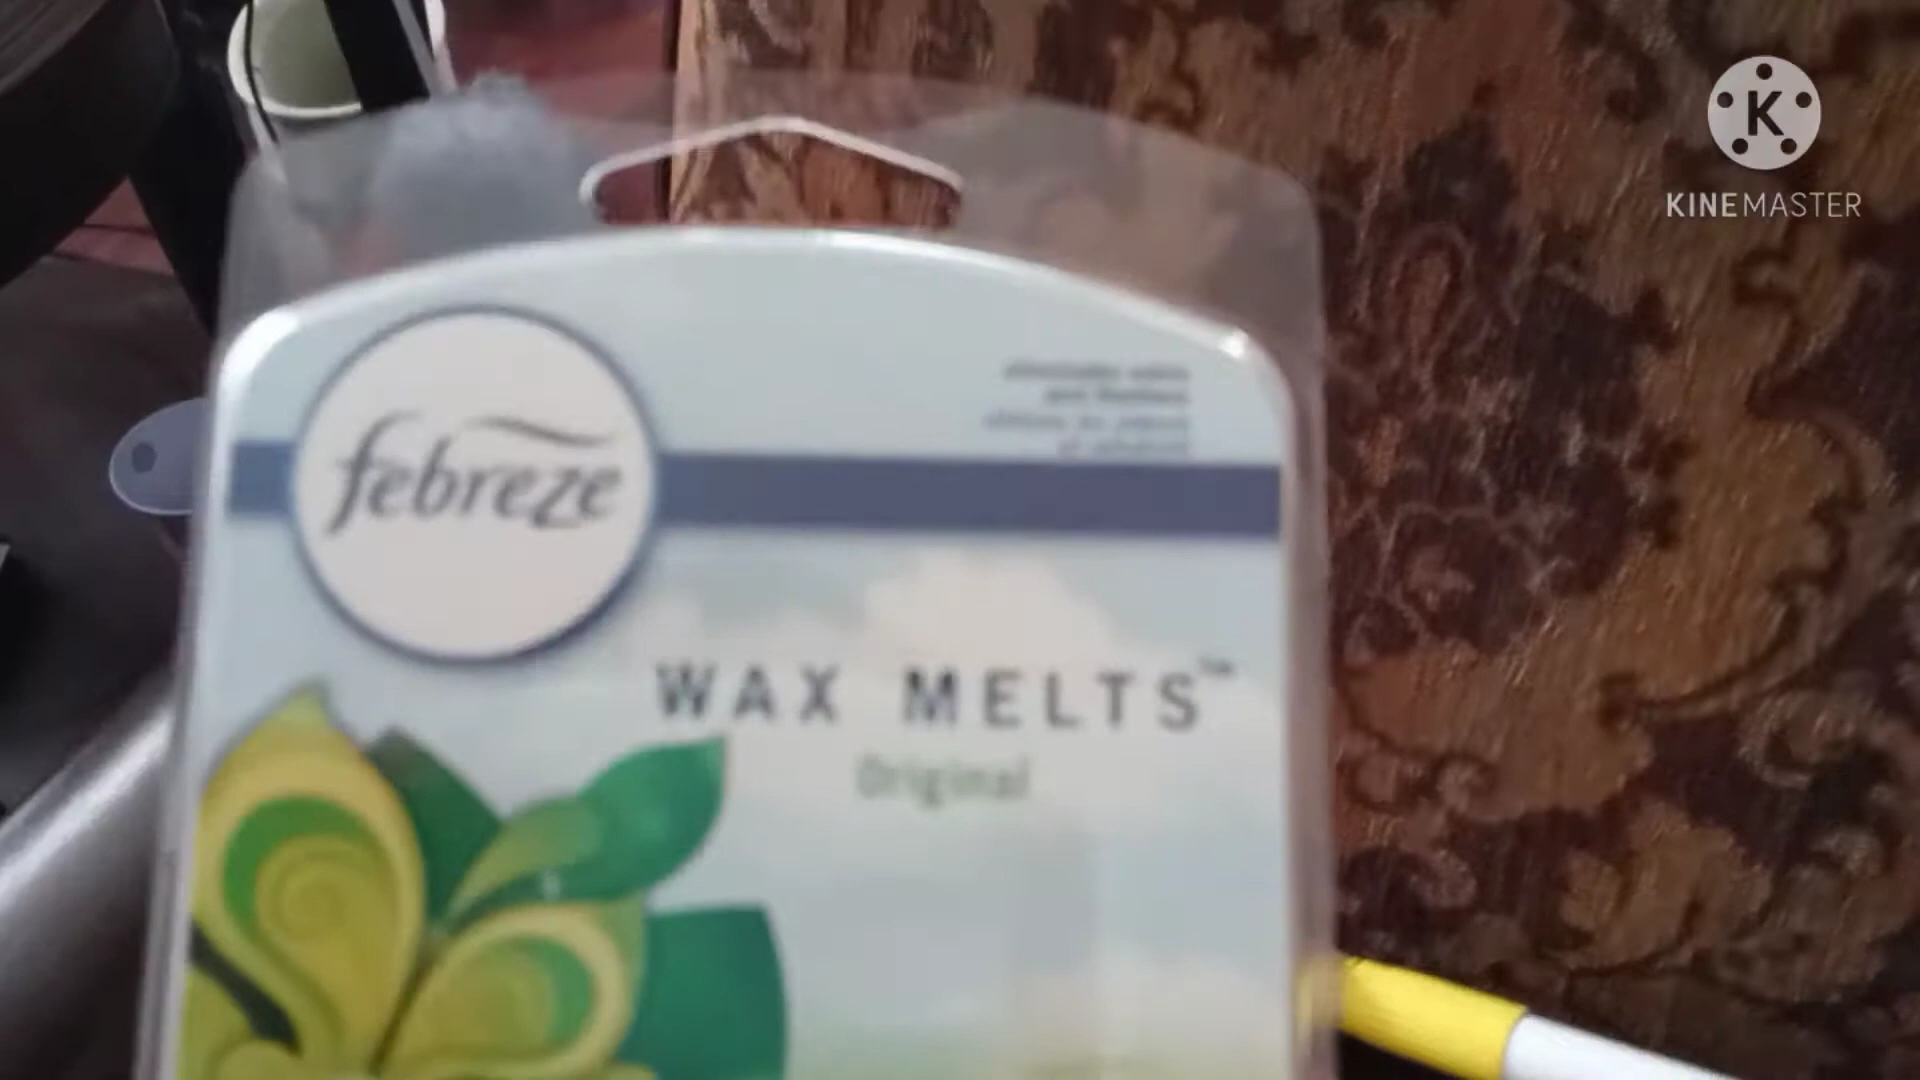 K
KINEMASTER
febreze
WAX MELTS™
Original